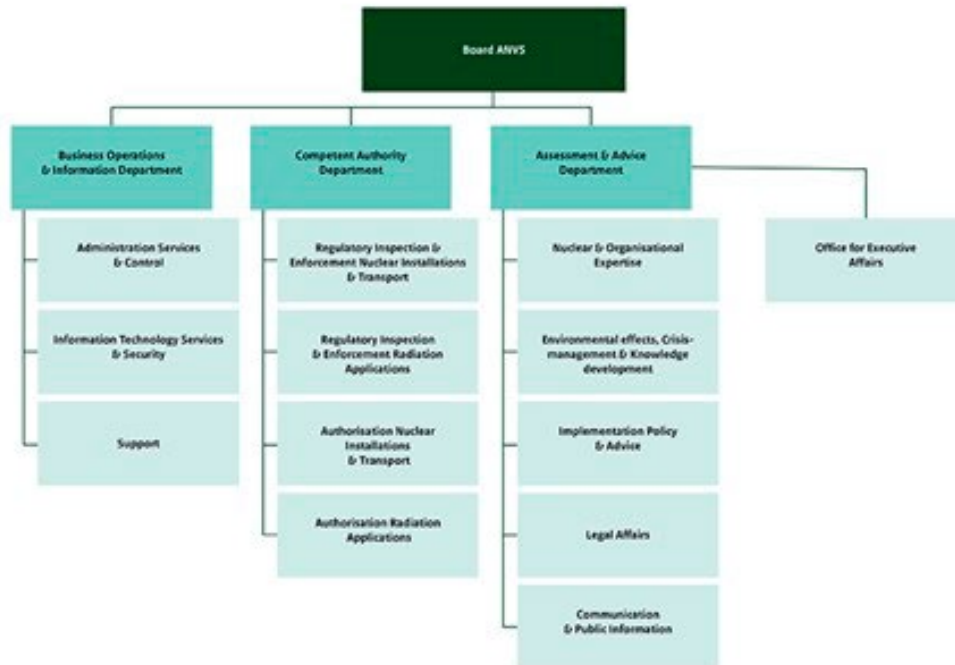 Board ANVS
Business Operations
& Information Department
Competent Authority
Department
Assessment & Advice
Department
Administration Services
& Control
Regulatory Inspection &
Enforcement Nuclear Installations
& Transport
Nuclear & Organisational
Expertise
Office for Executive
Affairs
Information Technology Services
& Security
Regulatory Inspection
& Enforcement Radiation
Applications
Environmental effects, Crisis-
management & Knowledge
development
Support
Authorisation Nuclear
Installations
& Transport
Implementation Policy
& Advice
Authorisation Radiation
Applications
Legal Affairs
Communication
& Public Information